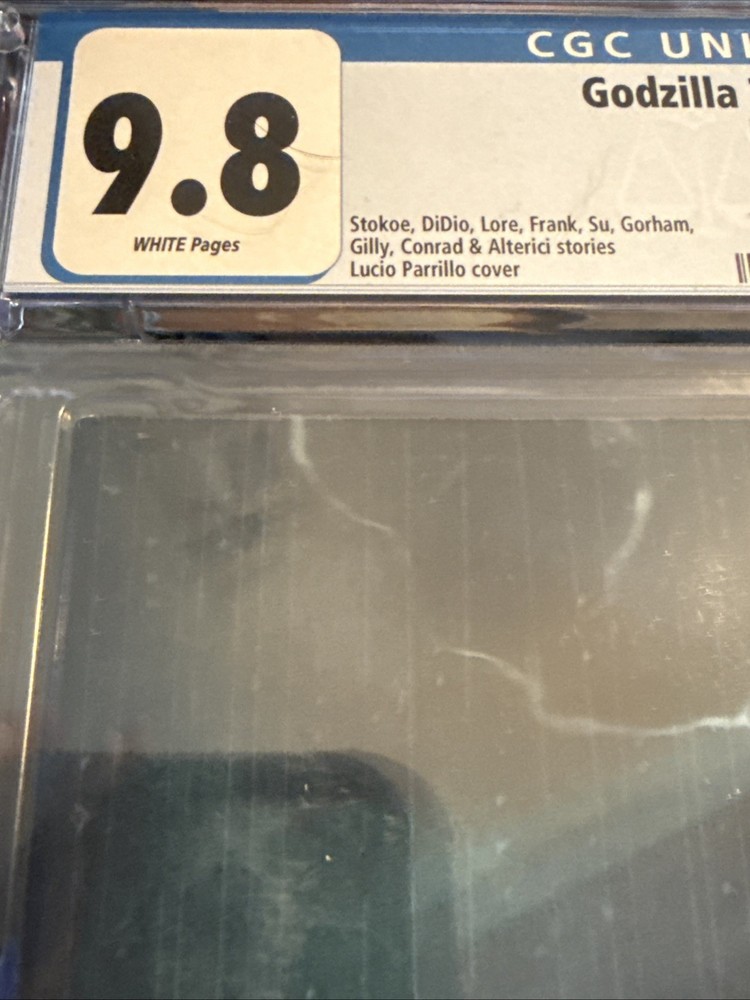 CGC UNI
Godzilla
9.8
WHITE Pages
Stokoe, DiDio, Lore, Frank, Su, Gorham,
Gilly, Conrad & Alterici stories
Lucio Parrillo cover